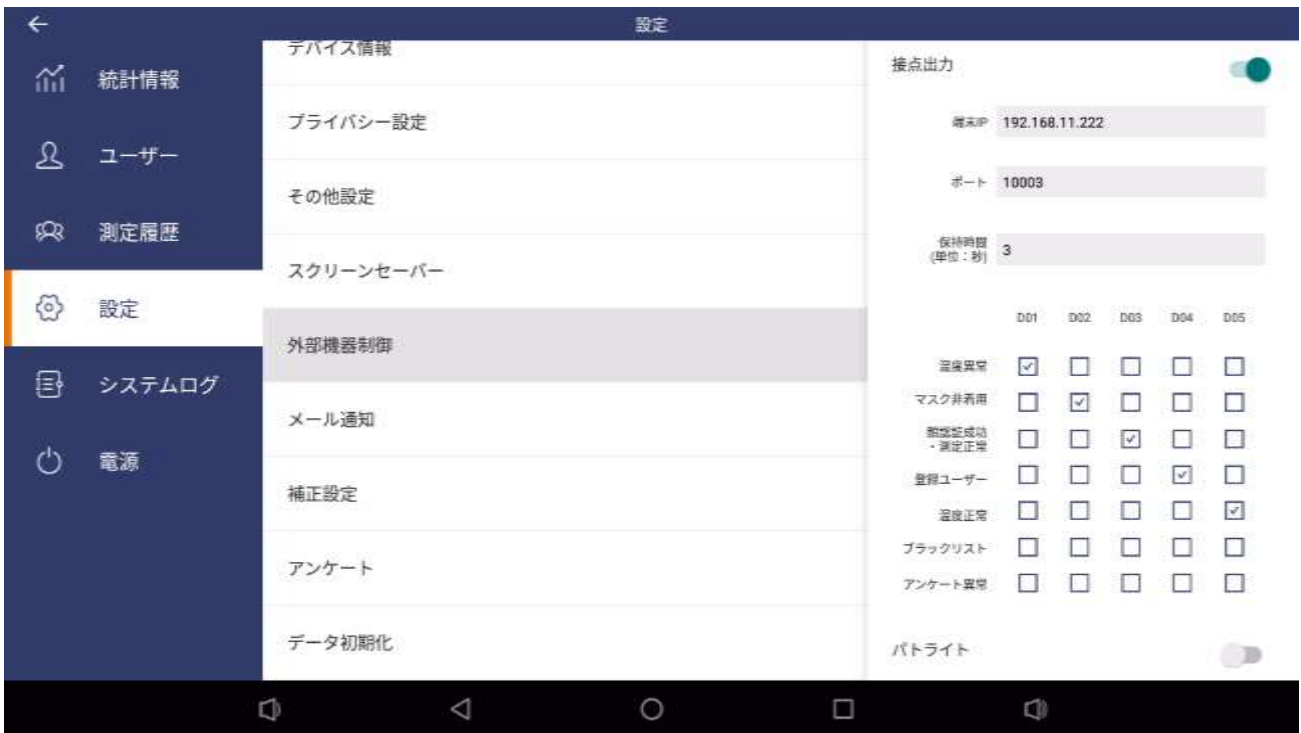 設定
統計情報
ユーザー
測定履歴
設定
システムログ
電源
デバイス情報
プライバシー設定
その他設定
スクリーンセーバー
外部機器制御
メール通知
補正設定
アンケート
データ初期化
接点出力
端末IP 192.168.11.222
ポート 10003
保持時間
(単位:秒) 3
D01 D02 D03 D04 D05
温度異常
マスク非着用
顔認証成功
・測定正常
登録ユーザー
温度正常
ブラックリスト
アンケート異常
パトライト